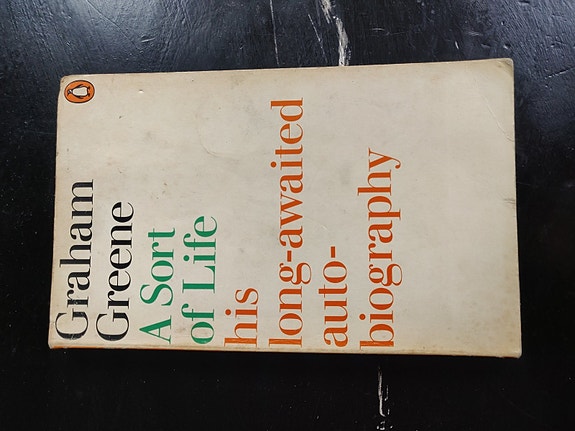 Graham
Greene
A Sort
of Life
his
long-awaited
auto-
biography